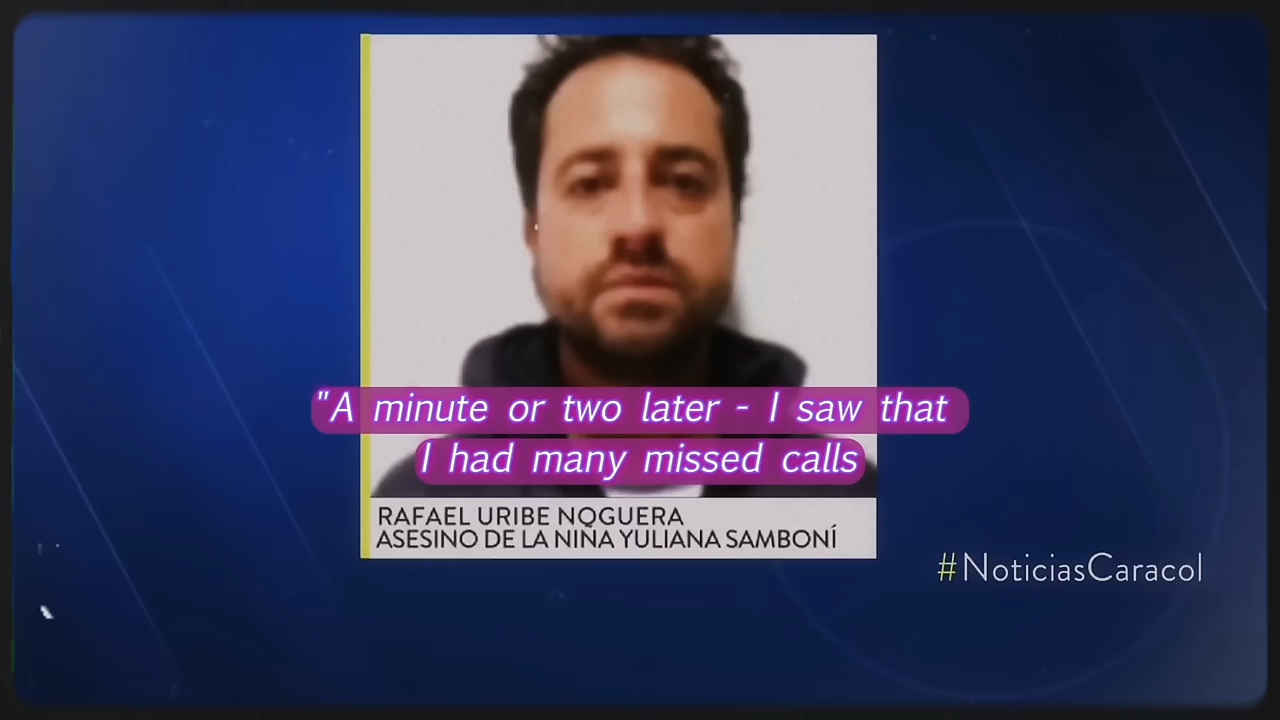 "A minute or two later - I saw that
I had many missed calls
RAFAEL URIBE NOGUERA
ASESINO DE LA NIÑA YULIANA SAMBONÍ
#NoticiasCaracol